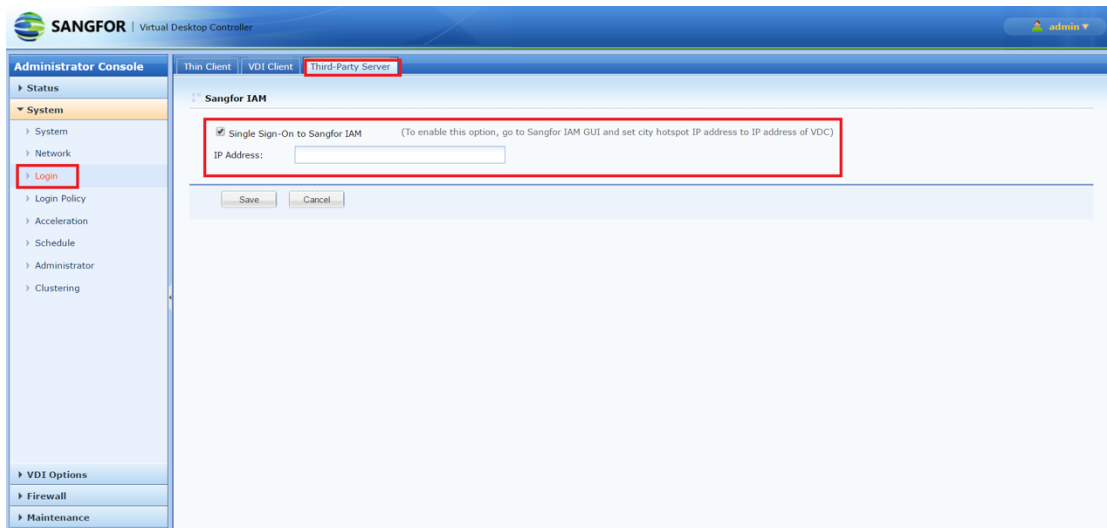 SANGFOR | Virtual Desktop Controller
admin
Administrator Console
Thin Client
VDI Client
Third-Party Server
Status
System
System
Network
Login
Login Policy
Acceleration
Schedule
Administrator
Clustering
Sangfor IAM
Single Sign-On to Sangfor IAM (To enable this option, go to Sangfor IAM GUI and set city hotspot IP address to IP address of VDC)
IP Address:
Save
Cancel
VDI Options
Firewall
Maintenance